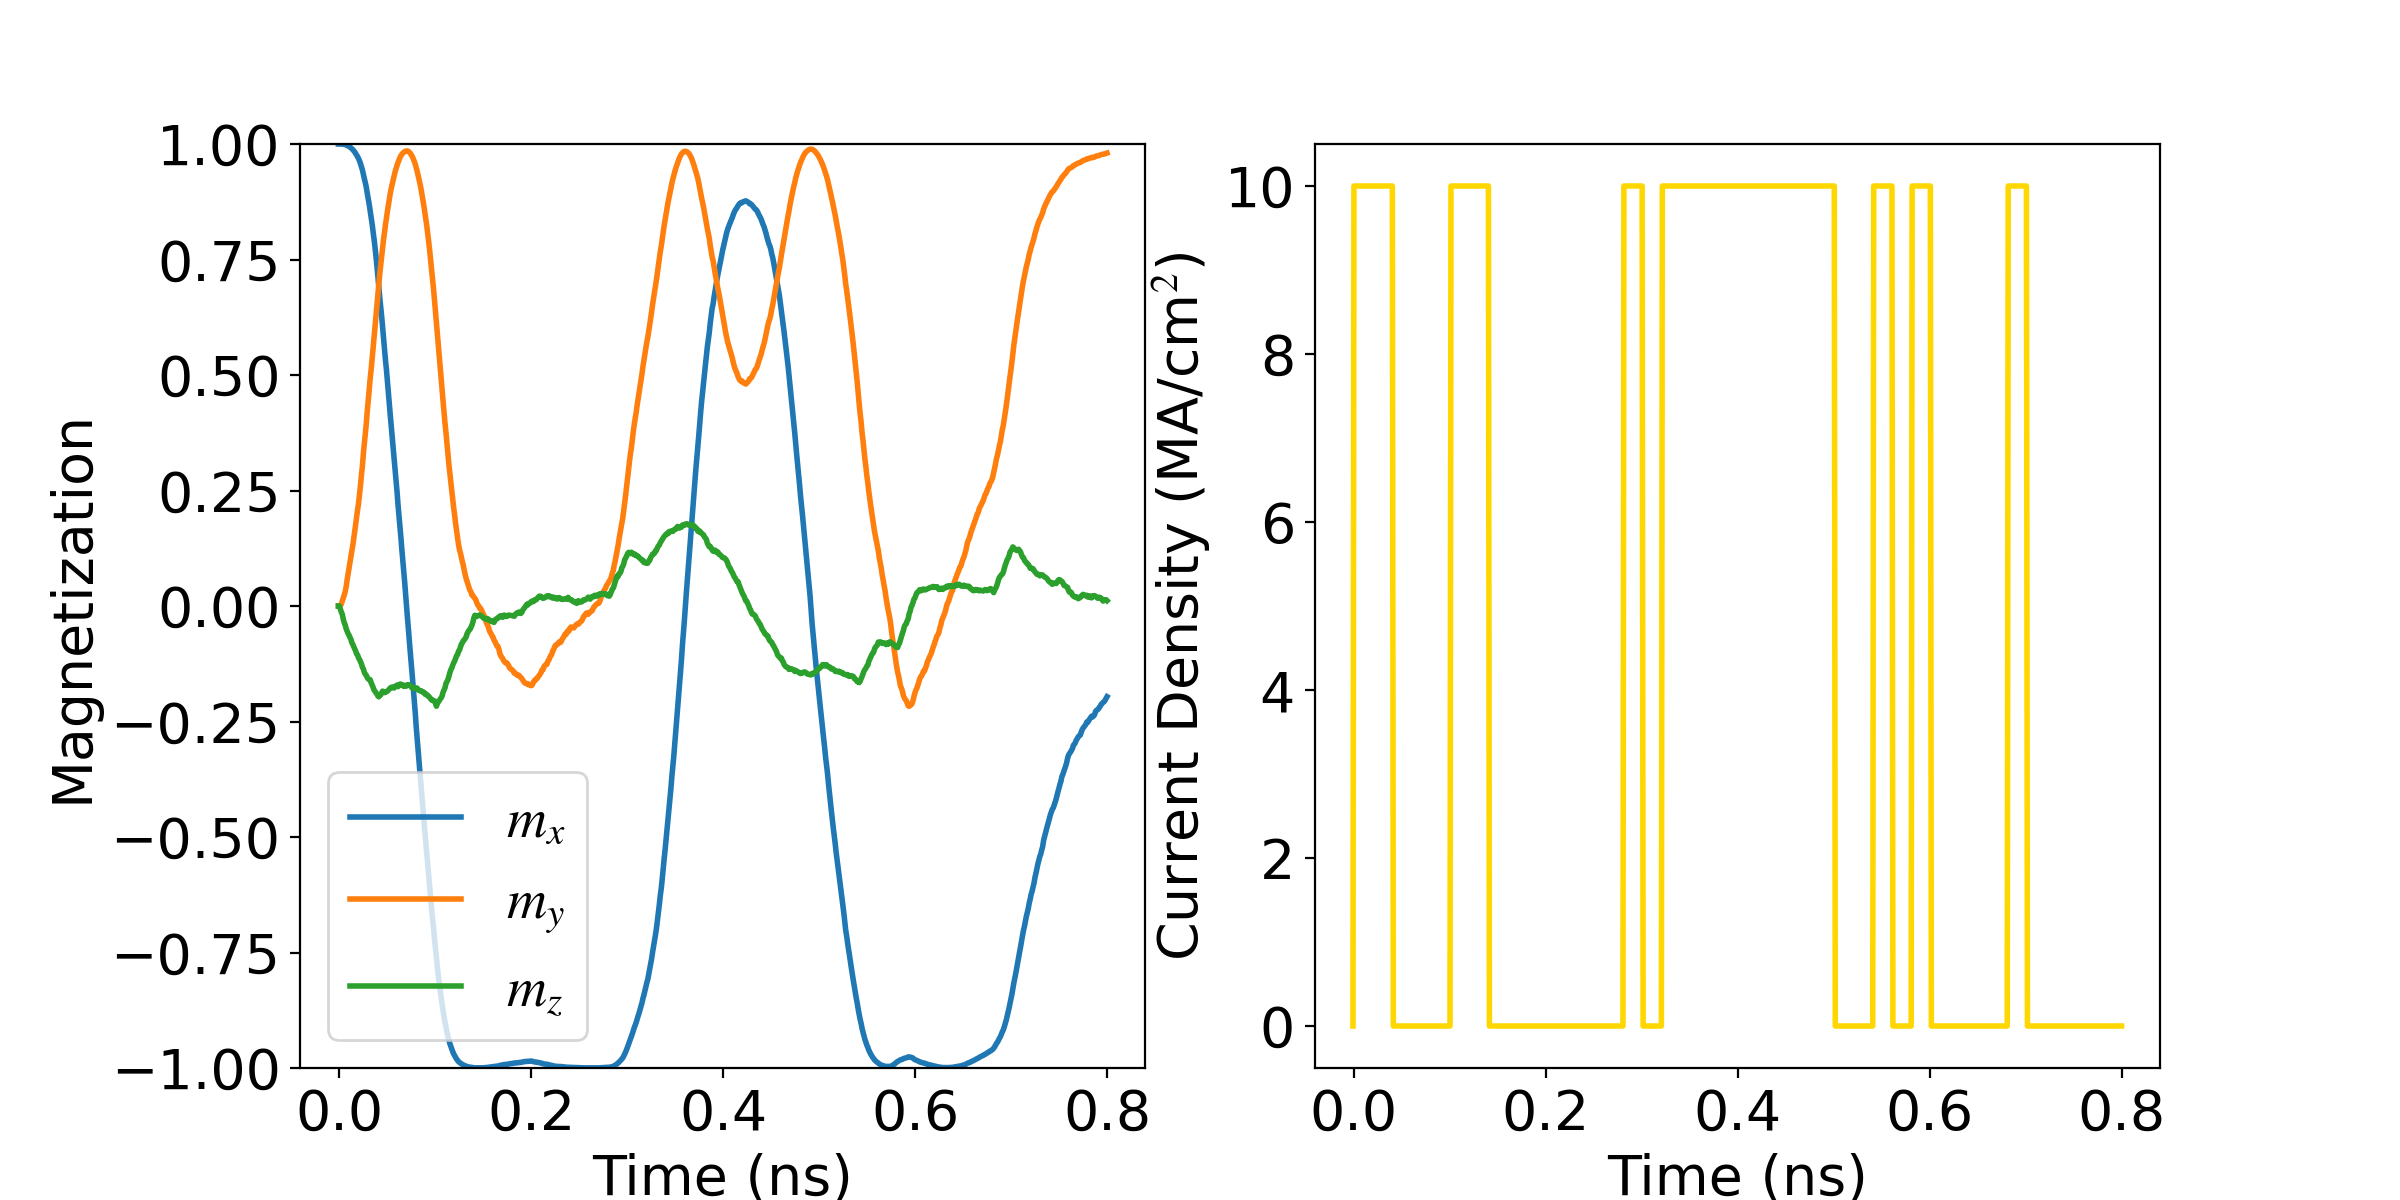 1.00
0.75
0.50
0.25
0.00
−0.25
−0.50
−0.75
−1.00
Magnetization
m_x
m_y
m_z
0.0 0.2 0.4 0.6 0.8
Time (ns)
10
8
6
4
2
0
Current Density (MA/cm²)
0.0 0.2 0.4 0.6 0.8
Time (ns)